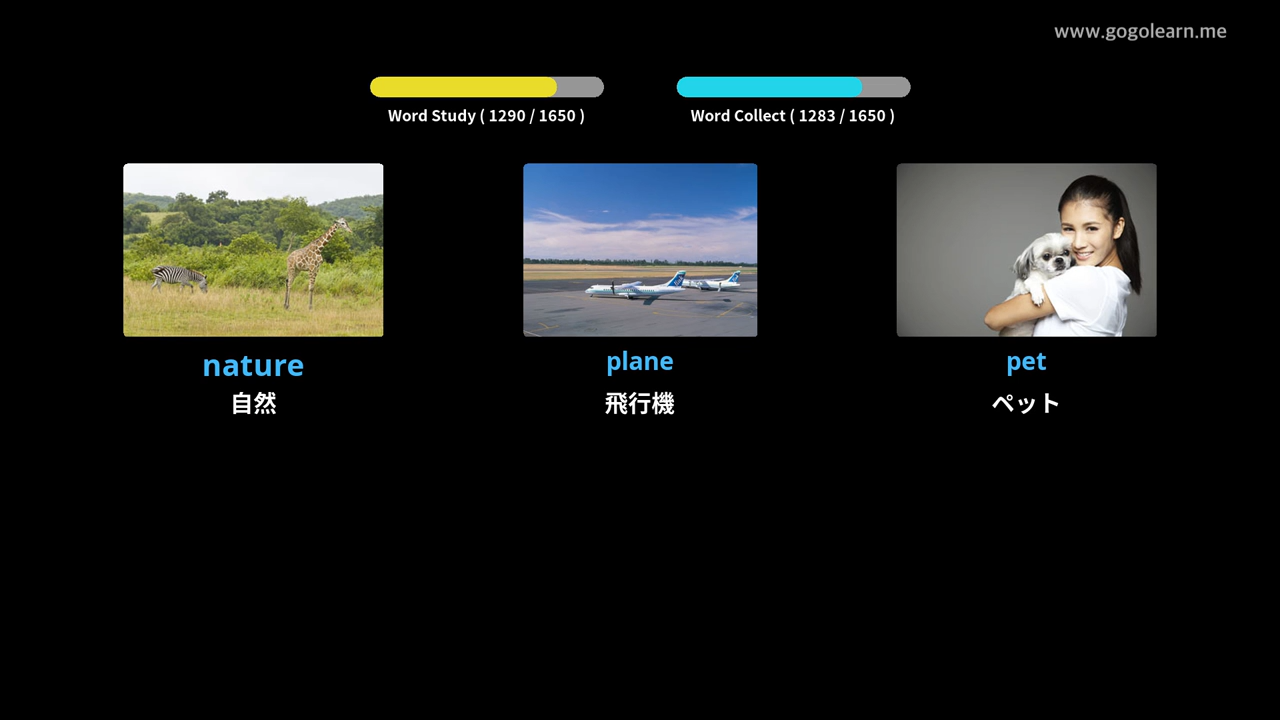 www.gogolearn.me
Word Study ( 1290 / 1650 )
Word Collect ( 1283 / 1650 )
nature
自然
plane
飛行機
pet
ペット